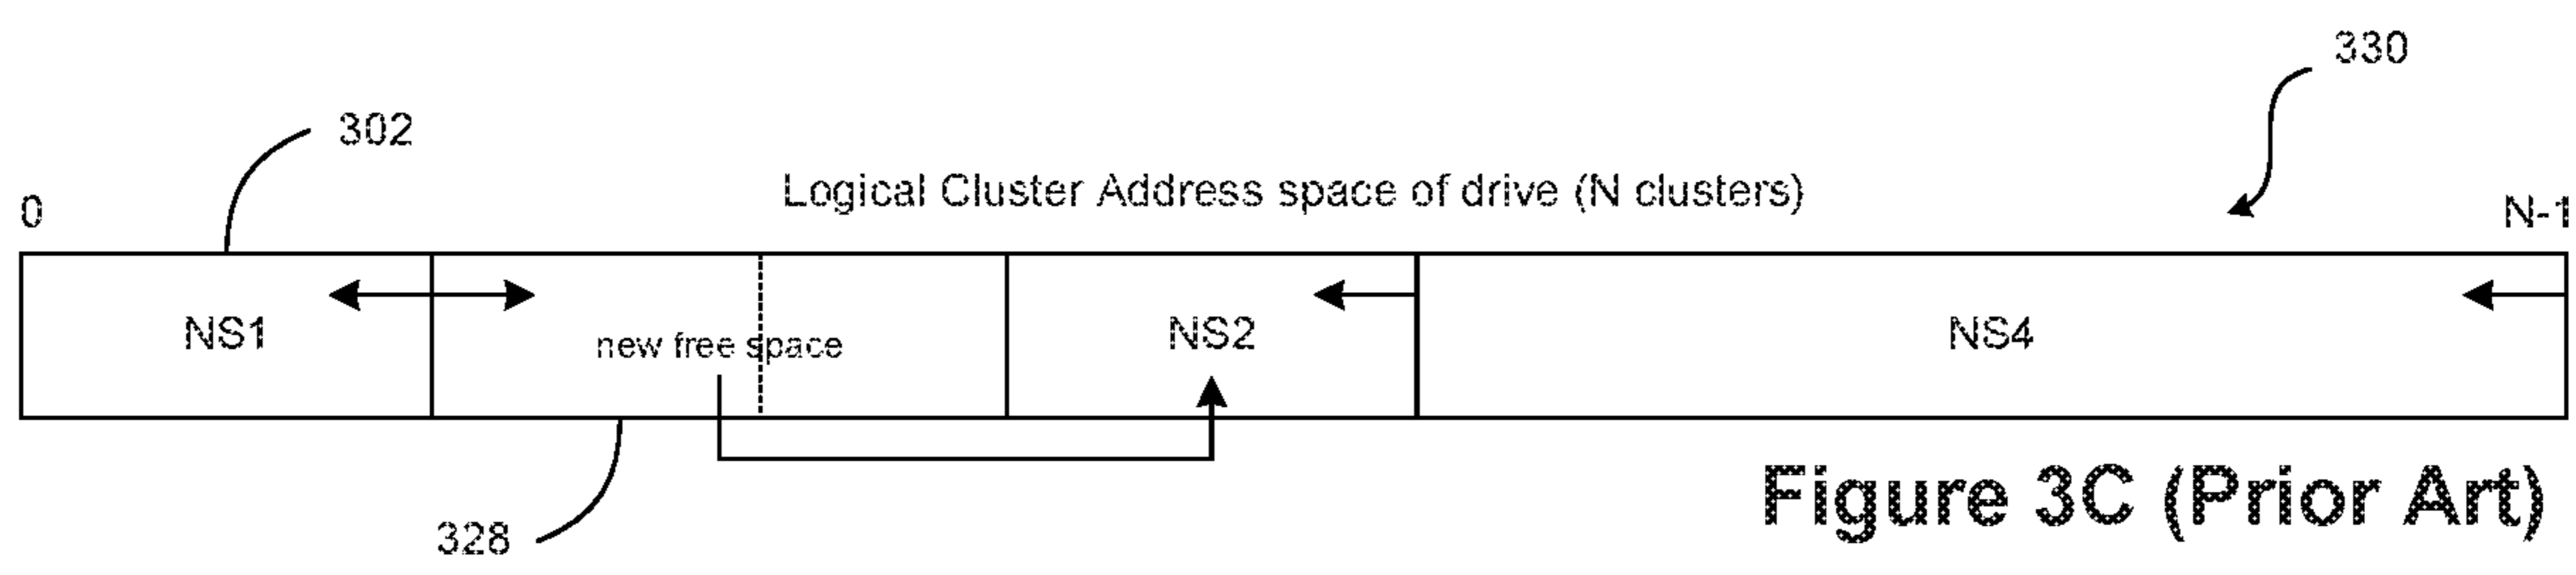 330
302
Logical Cluster Address space of drive (N clusters)
0
N-1
NS1
new free space
NS2
NS4
328
Figure 3C (Prior Art)